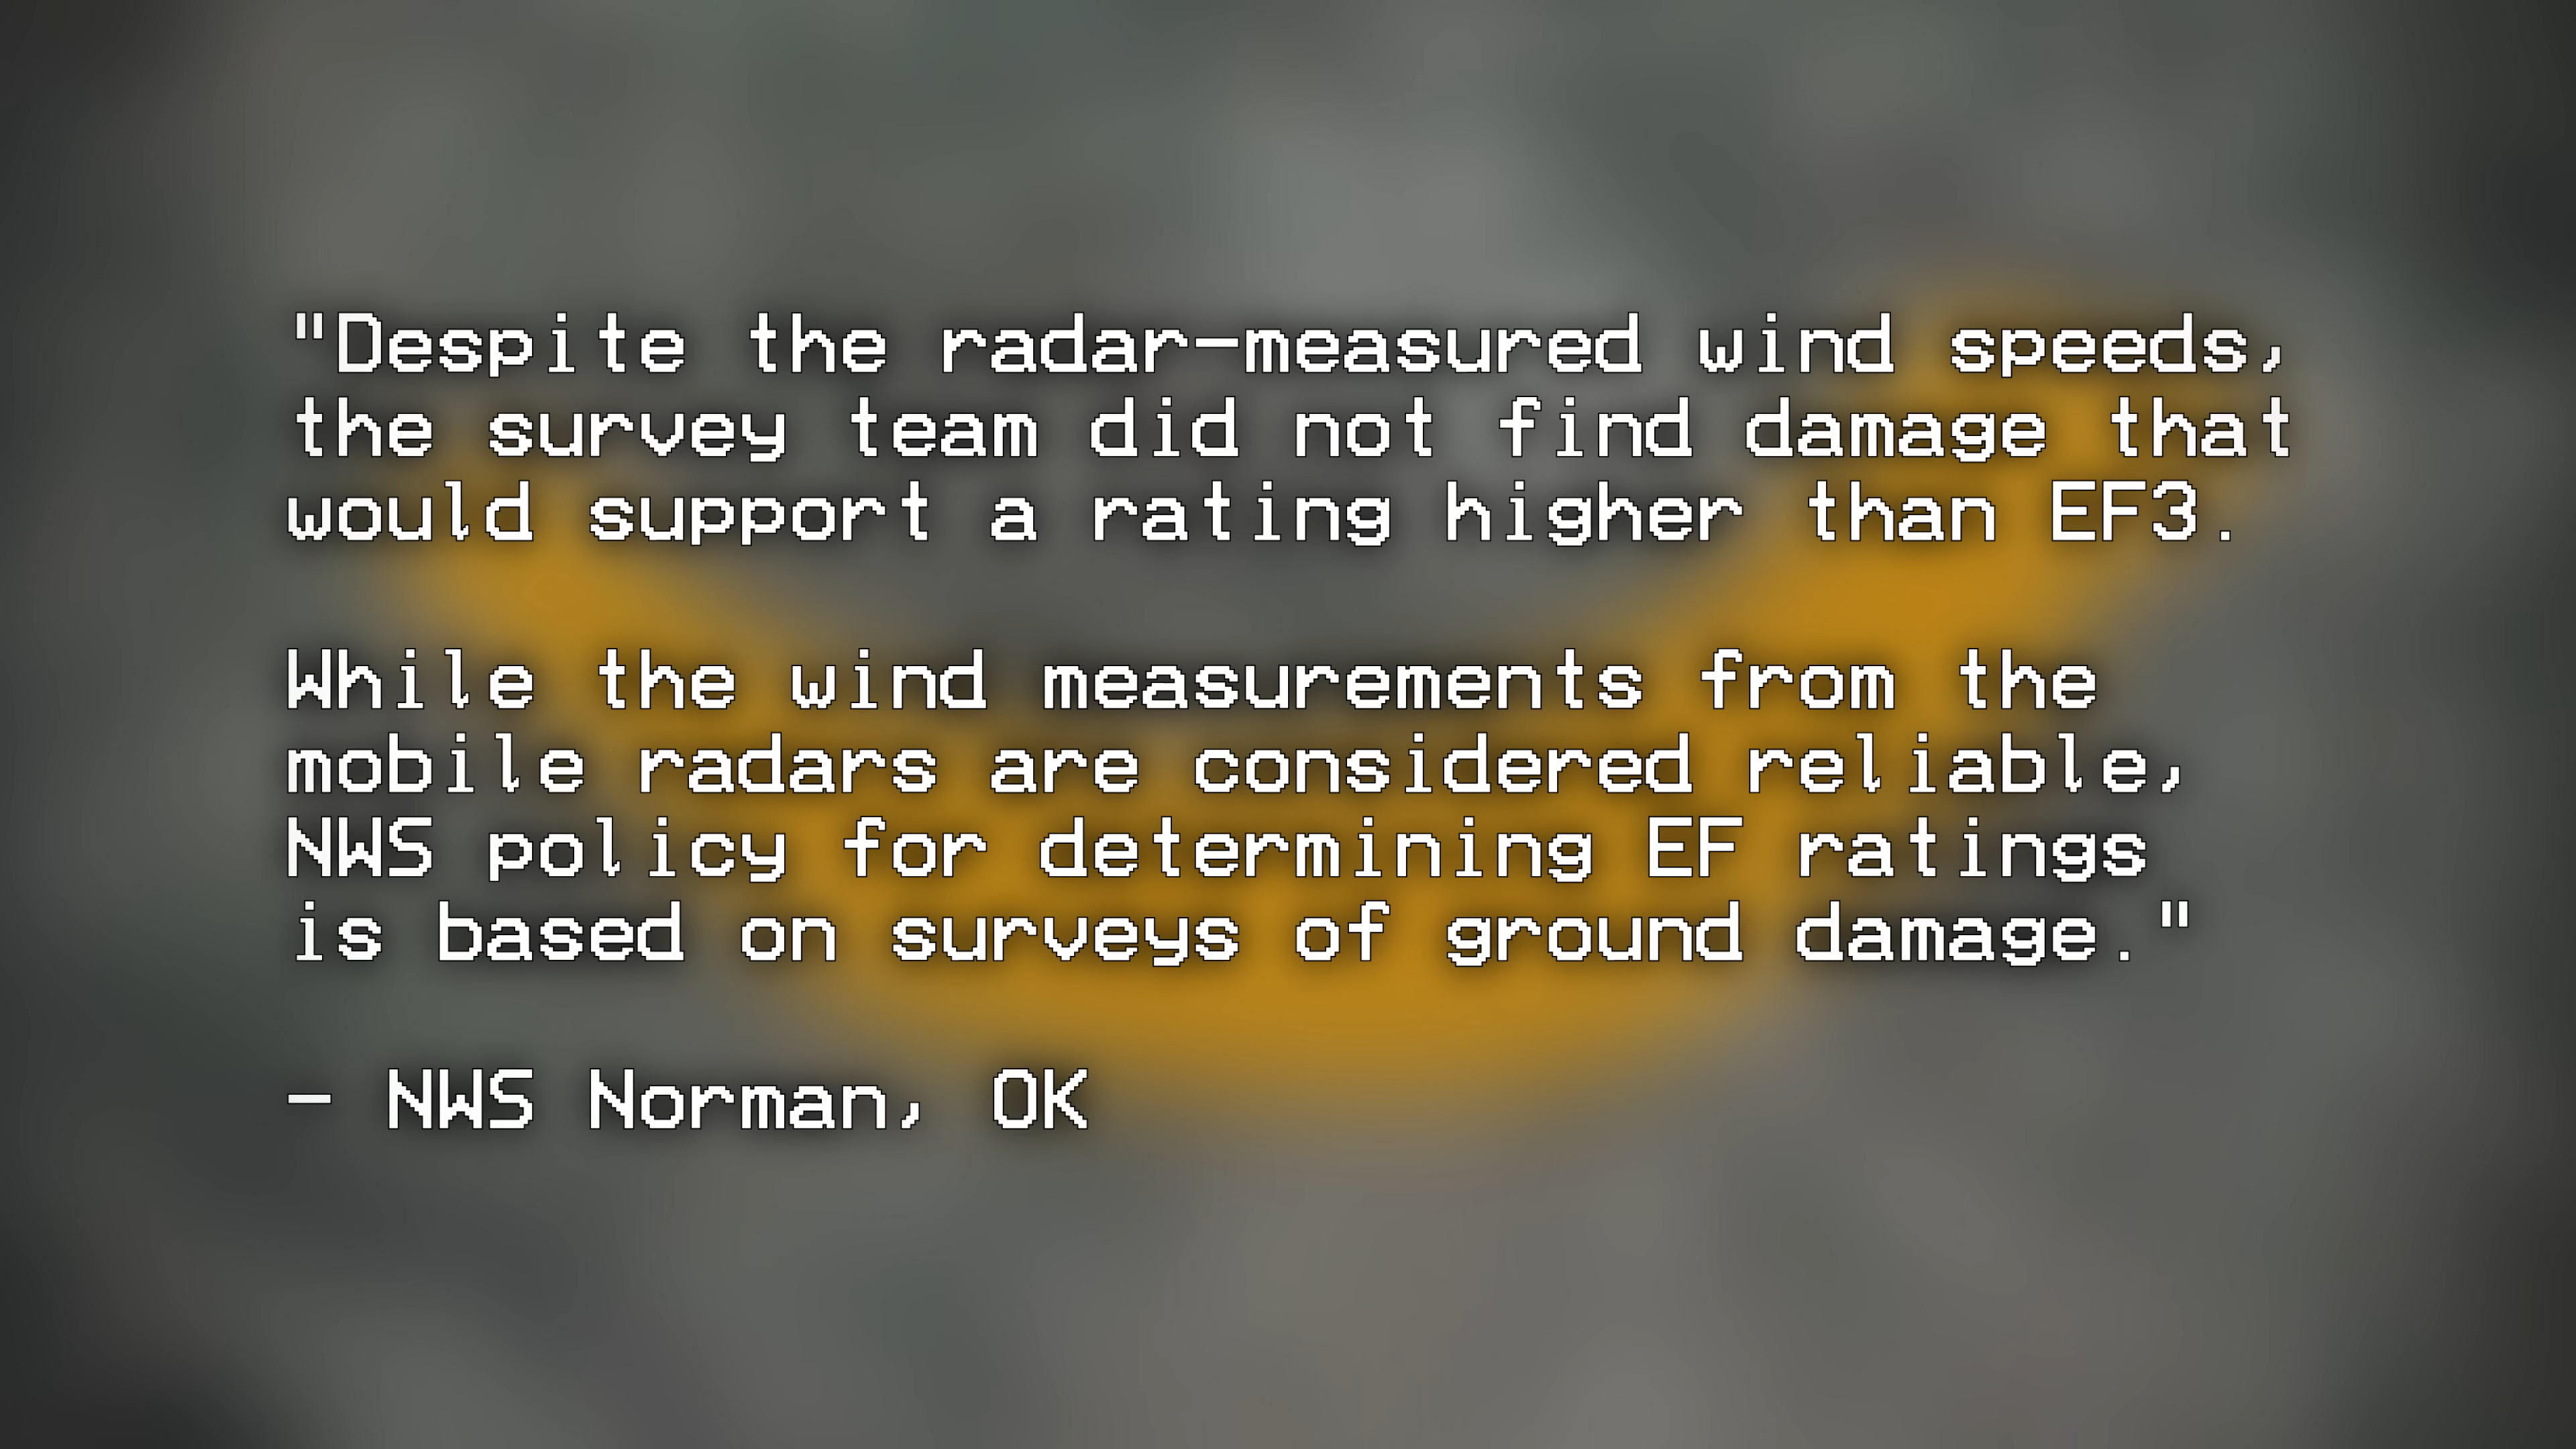 "Despite the radar-measured wind speeds,
the survey team did not find damage that
would support a rating higher than EF3.
While the wind measurements from the
mobile radars are considered reliable,
NWS policy for determining EF ratings
is based on surveys of ground damage."
- NWS Norman, OK